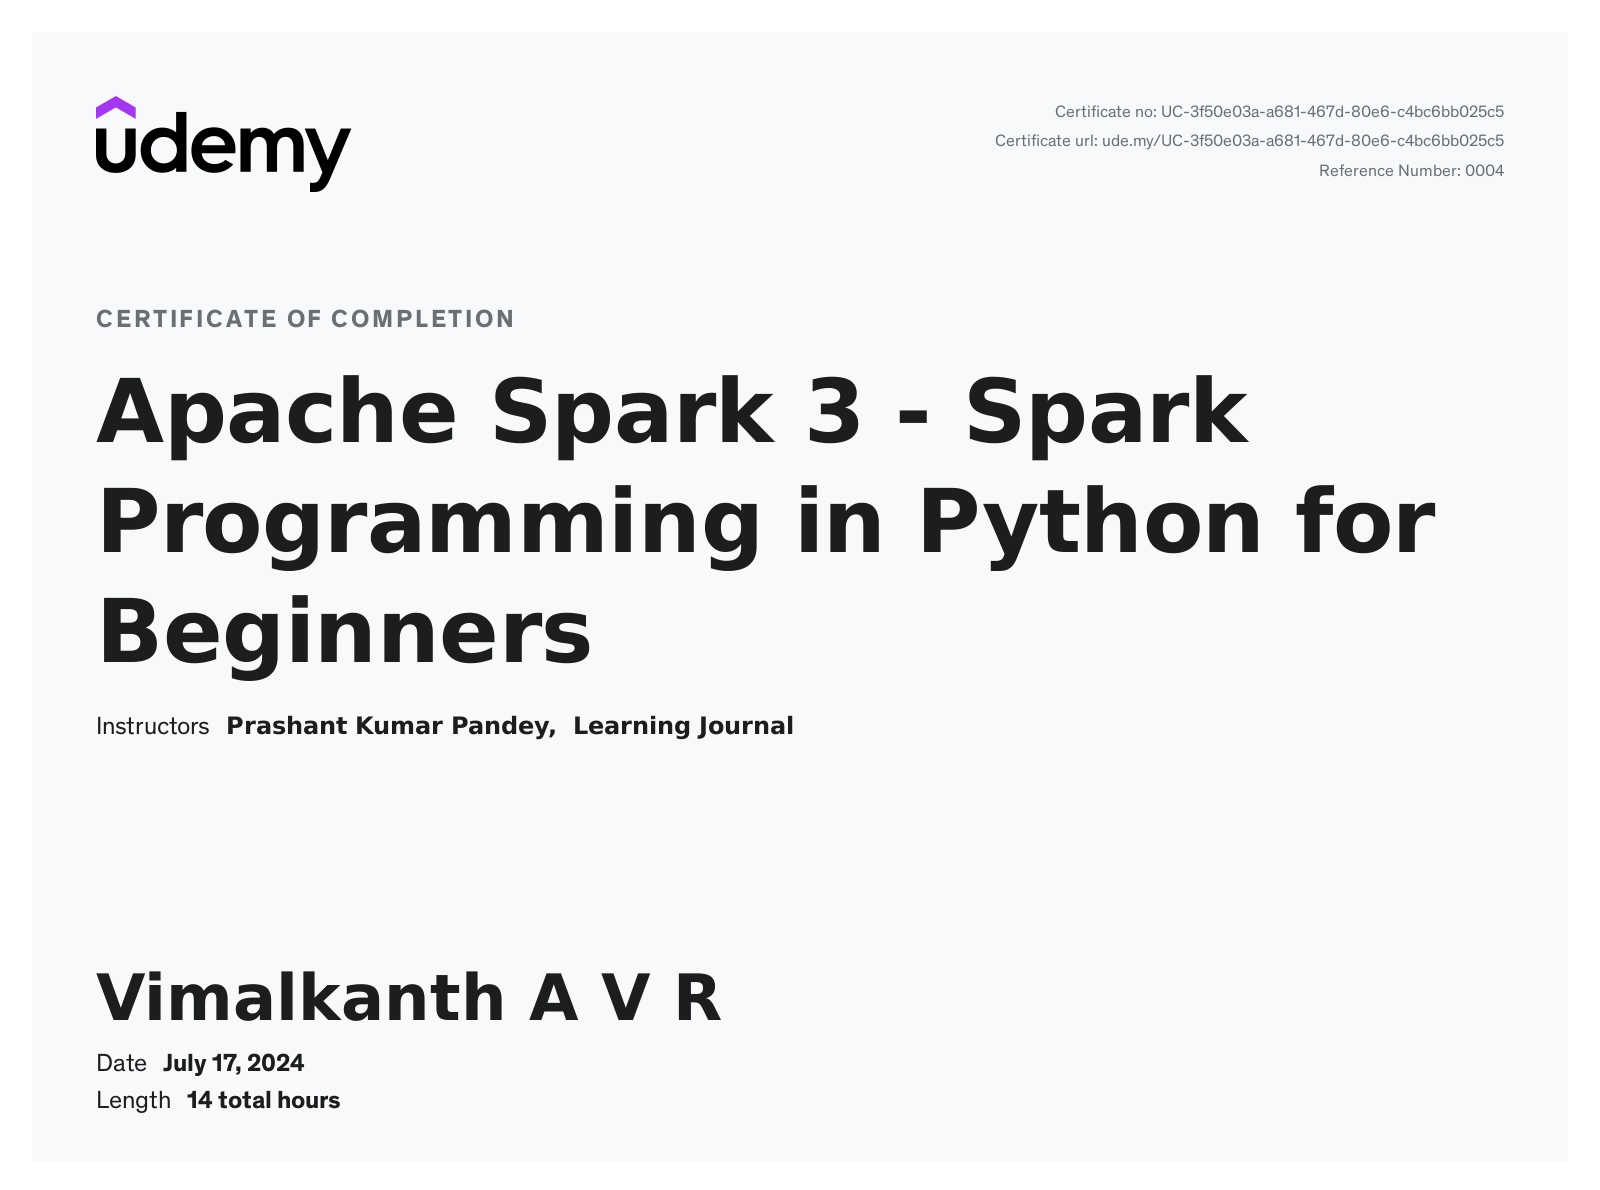 udemy
Certificate no: UC-3f50e03a-a681-467d-80e6-c4bc6bb025c5
Certificate url: ude.my/UC-3f50e03a-a681-467d-80e6-c4bc6bb025c5
Reference Number: 0004
CERTIFICATE OF COMPLETION
Apache Spark 3 - Spark
Programming in Python for
Beginners
Instructors Prashant Kumar Pandey, Learning Journal
Vimalkanth A V R
Date July 17, 2024
Length 14 total hours